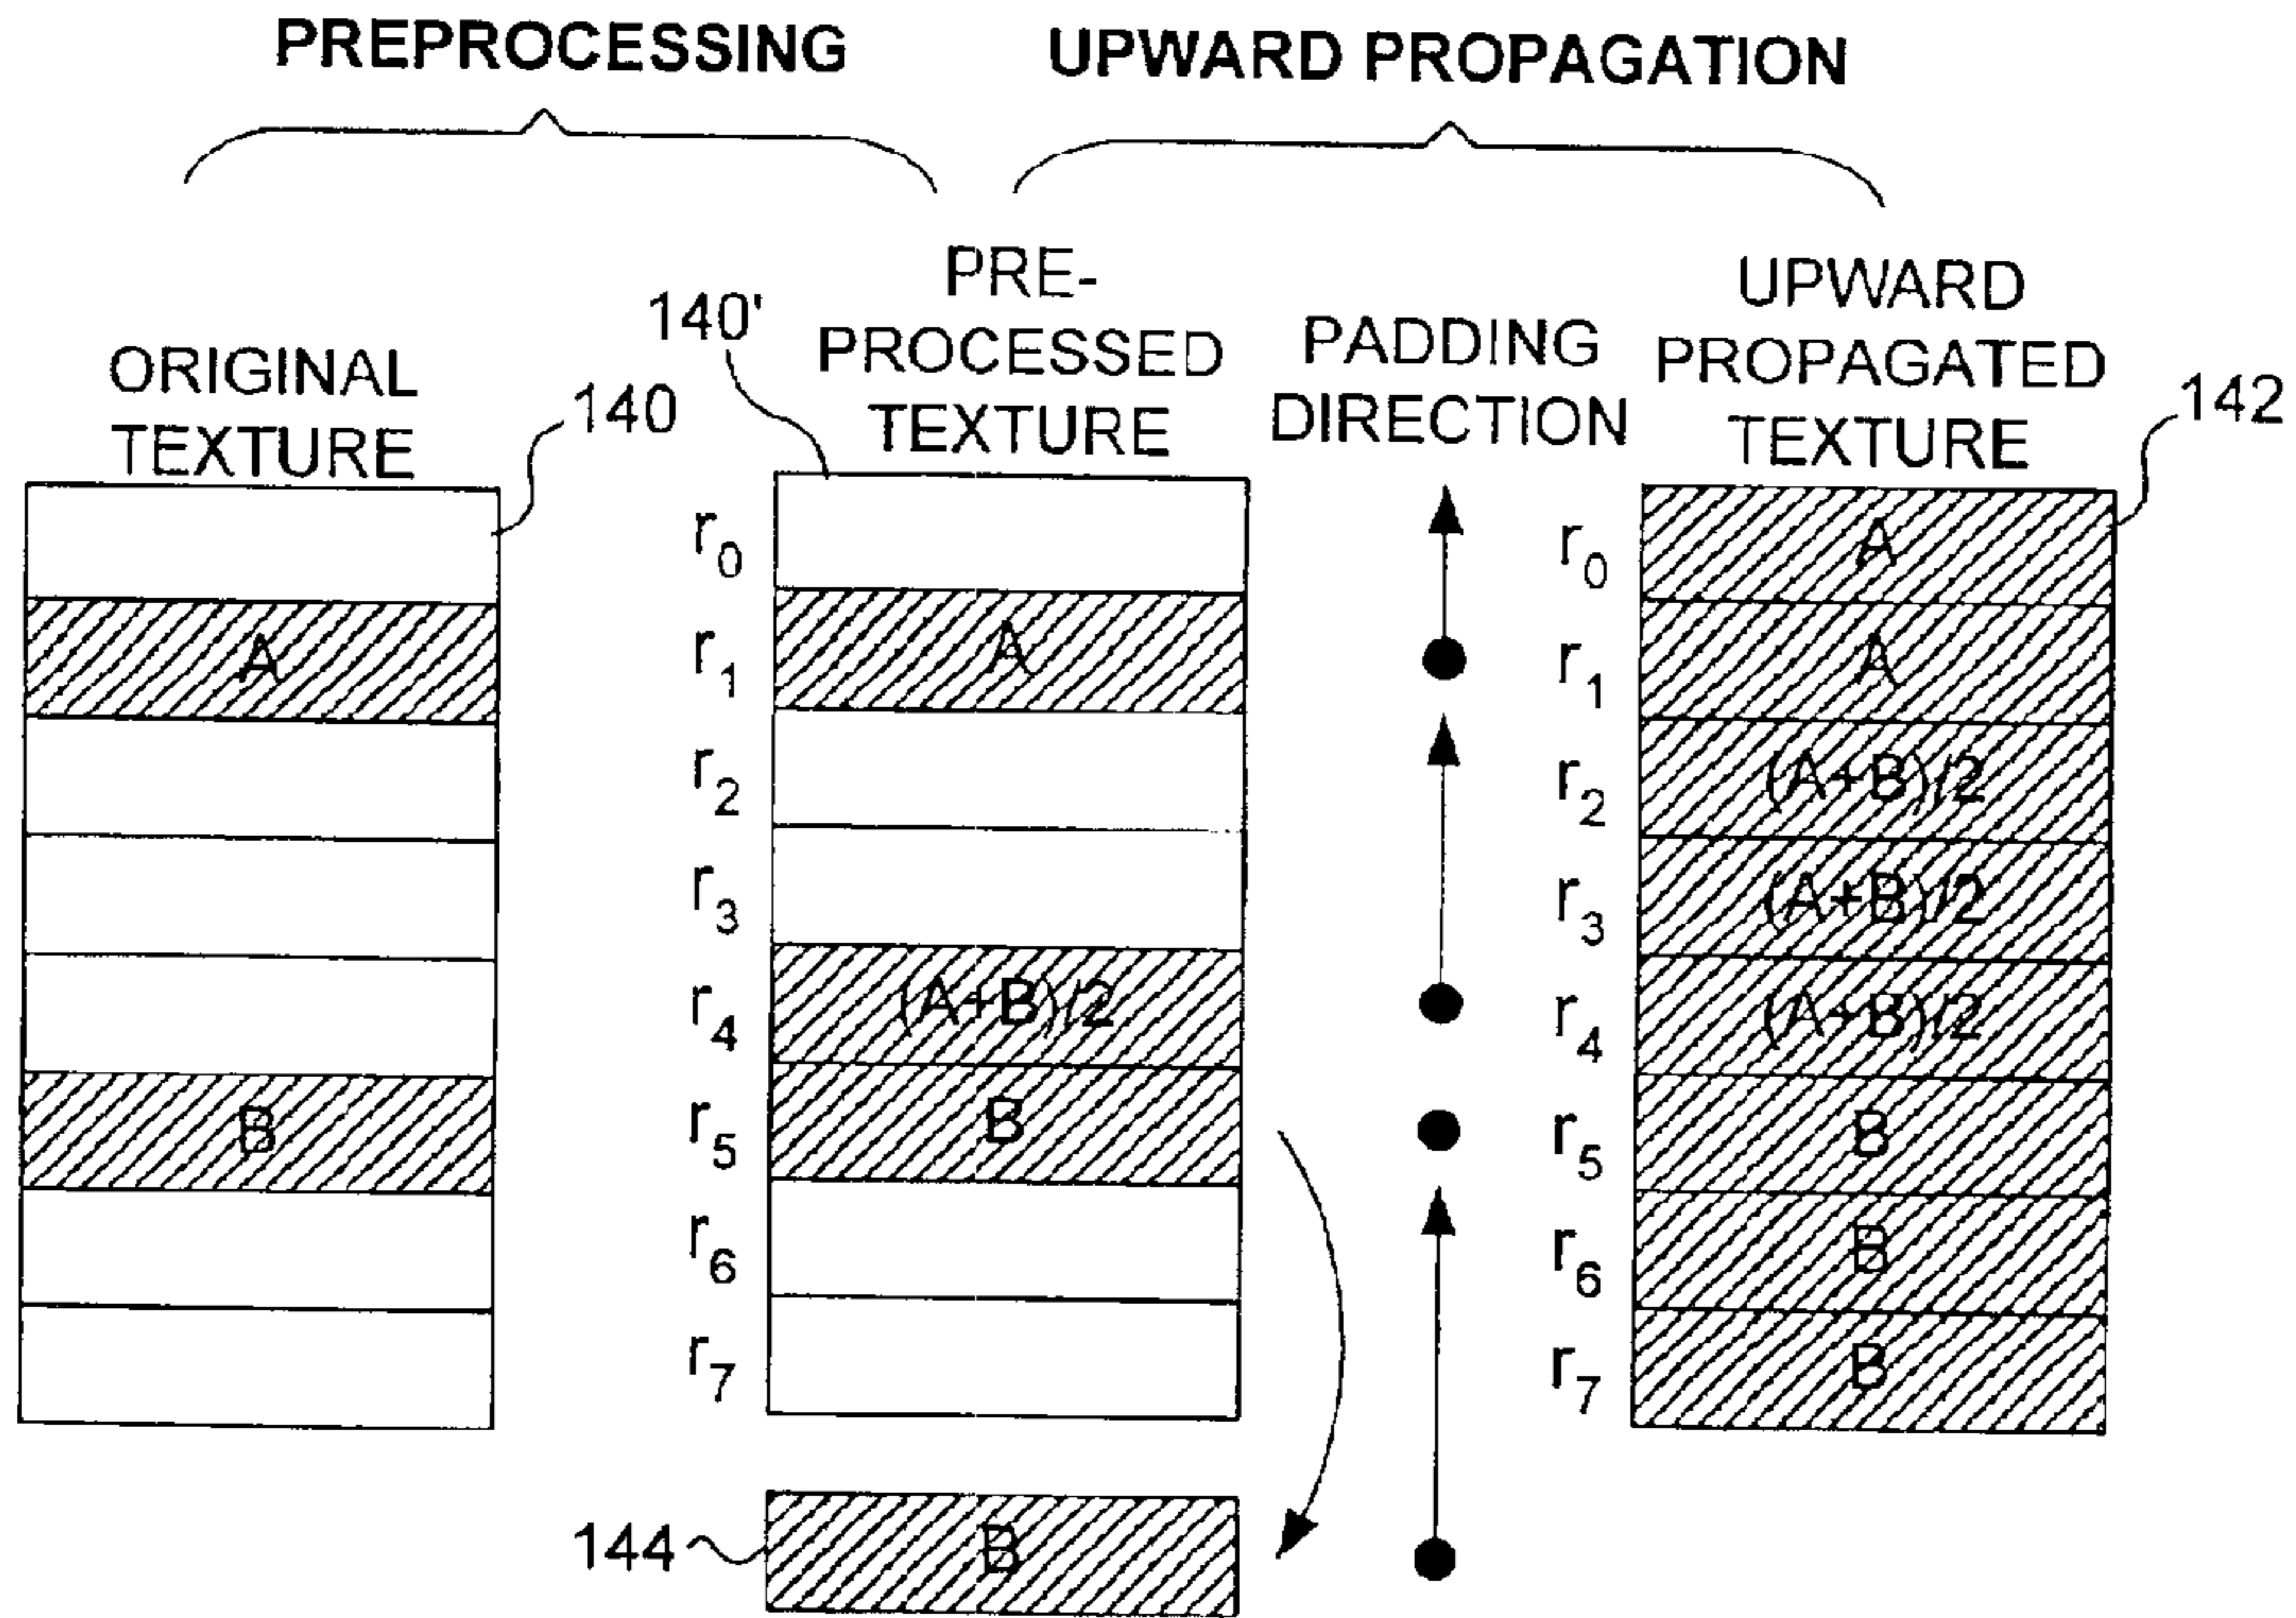 PREPROCESSING
UPWARD PROPAGATION
ORIGINAL
TEXTURE
140
140'
PRE-
PROCESSED
TEXTURE
PADDING
DIRECTION
UPWARD
PROPAGATED
TEXTURE
142
A
B
r0
r1 A
r2
r3
r4 (A+B)/2
r5 B
r6
r7
144 B
r0 A
r1 A
r2 (A+B)/2
r3 (A+B)/2
r4 (A+B)/2
r5 B
r6 B
r7 B